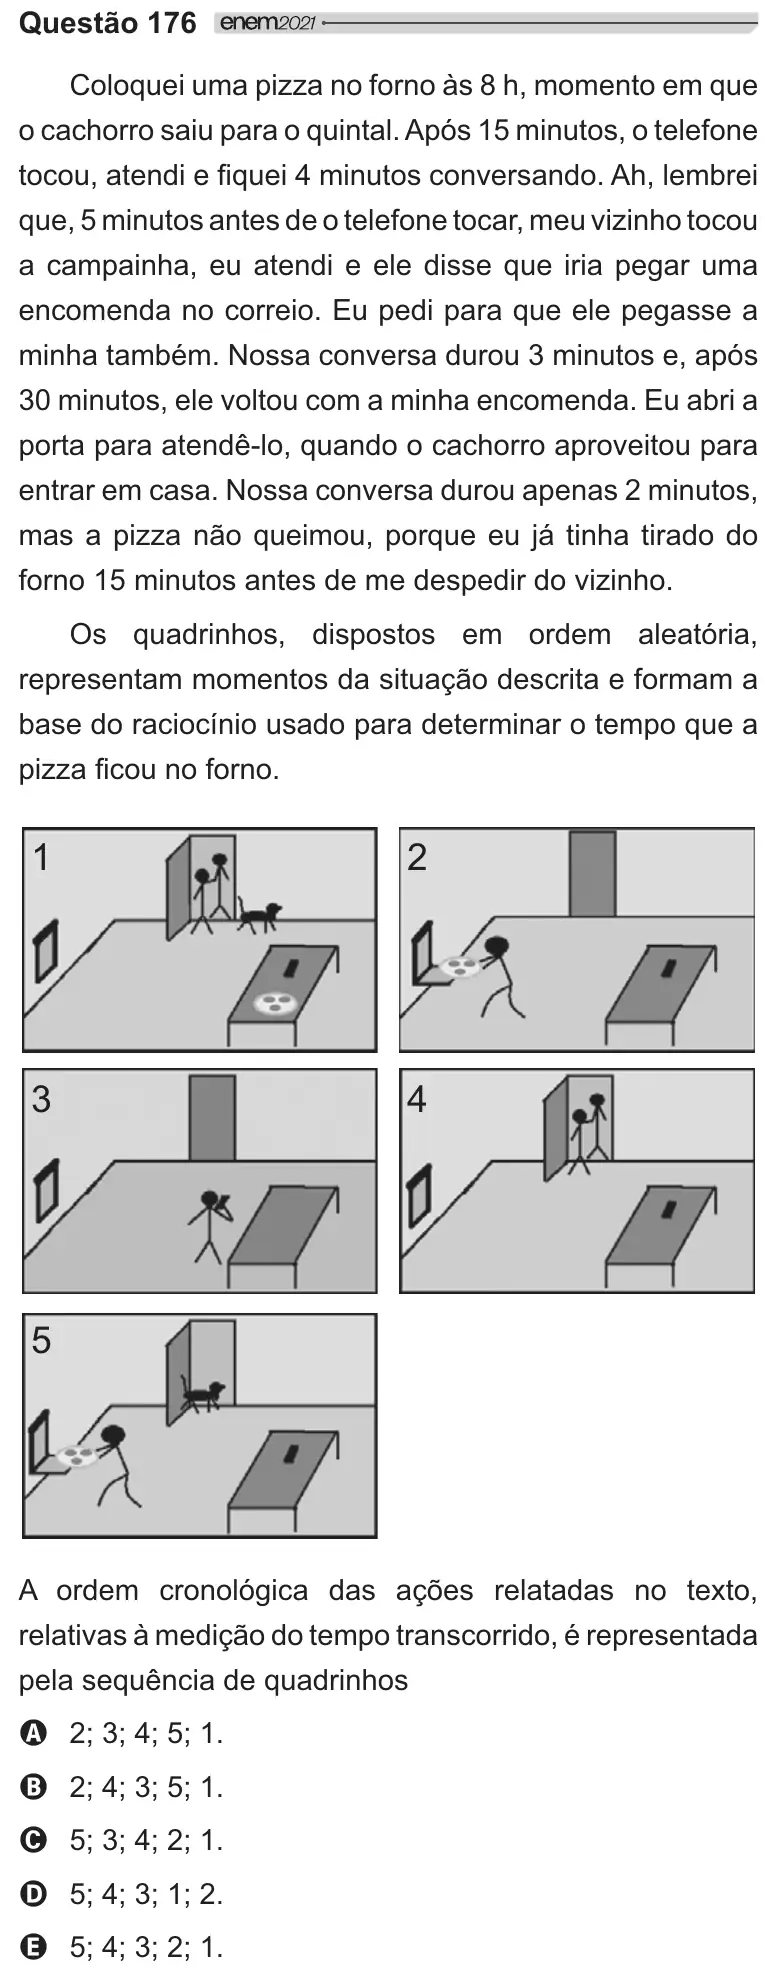 Questão 176 enem2021
Coloquei uma pizza no forno às 8 h, momento em que
o cachorro saiu para o quintal. Após 15 minutos, o telefone
tocou, atendi e fiquei 4 minutos conversando. Ah, lembrei
que, 5 minutos antes de o telefone tocar, meu vizinho tocou
a campainha, eu atendi e ele disse que iria pegar uma
encomenda no correio. Eu pedi para que ele pegasse a
minha também. Nossa conversa durou 3 minutos e, após
30 minutos, ele voltou com a minha encomenda. Eu abri a
porta para atendê-lo, quando o cachorro aproveitou para
entrar em casa. Nossa conversa durou apenas 2 minutos,
mas a pizza não queimou, porque eu já tinha tirado do
forno 15 minutos antes de me despedir do vizinho.
Os quadrinhos, dispostos em ordem aleatória,
representam momentos da situação descrita e formam a
base do raciocínio usado para determinar o tempo que a
pizza ficou no forno.
1
2
3
4
5
A ordem cronológica das ações relatadas no texto,
relativas à medição do tempo transcorrido, é representada
pela sequência de quadrinhos
A 2; 3; 4; 5; 1.
B 2; 4; 3; 5; 1.
C 5; 3; 4; 2; 1.
D 5; 4; 3; 1; 2.
E 5; 4; 3; 2; 1.